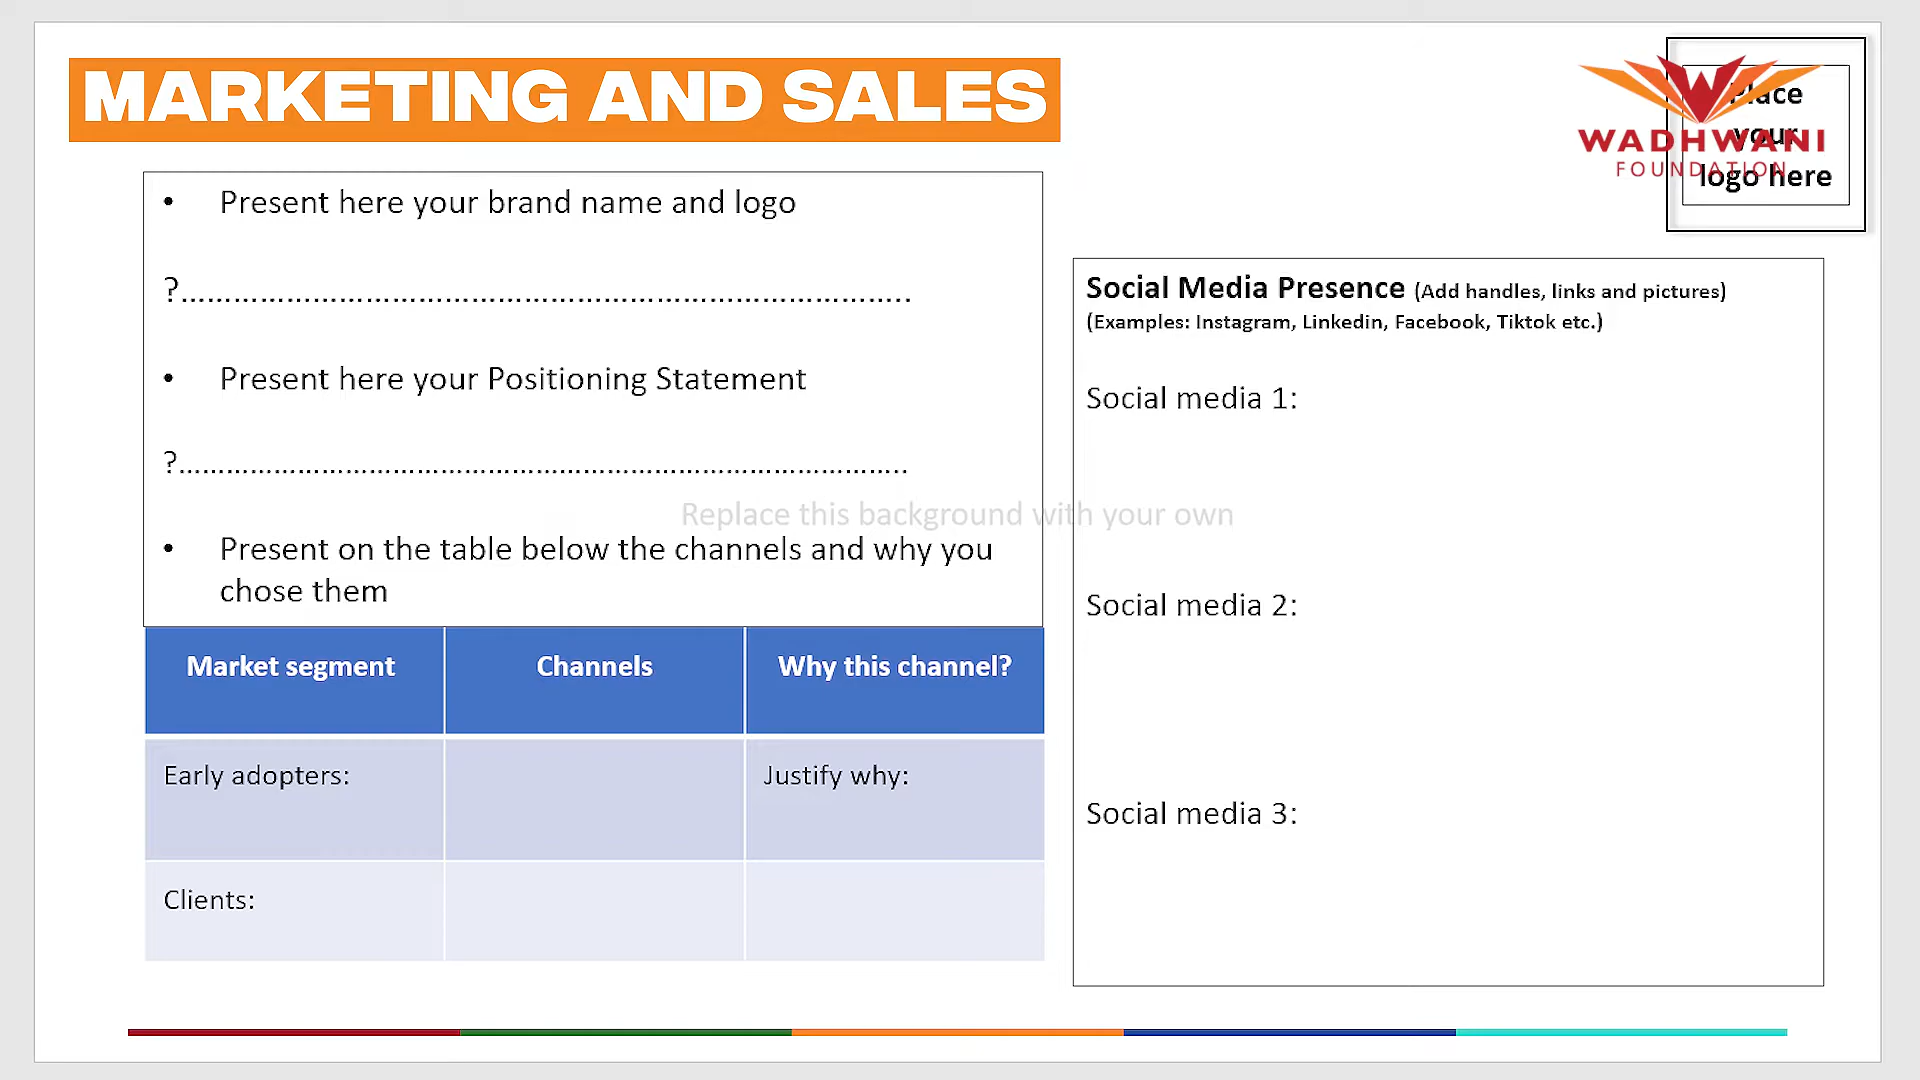 MARKETING AND SALES
Place
your
logo here
WADHWANI
FOUNDATION
• Present here your brand name and logo
?……………………………………………………………………..
• Present here your Positioning Statement
?……………………………………………………………………..
Replace this background with your own
• Present on the table below the channels and why you
chose them
Market segment Channels Why this channel?
Early adopters: Justify why:
Clients:
Social Media Presence (Add handles, links and pictures)
(Examples: Instagram, Linkedin, Facebook, Tiktok etc.)
Social media 1:
Social media 2:
Social media 3: